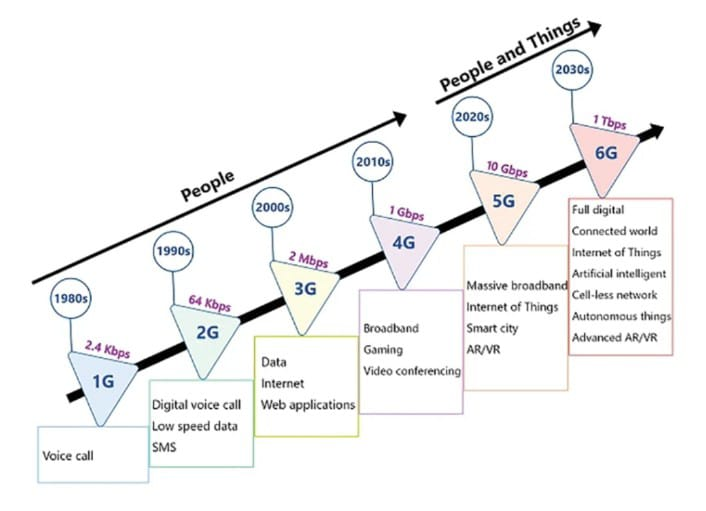 People
People and Things
1980s
2.4 Kbps
1G
Voice call
1990s
64 Kbps
2G
Digital voice call
Low speed data
SMS
2000s
2 Mbps
3G
Data
Internet
Web applications
2010s
1 Gbps
4G
Broadband
Gaming
Video conferencing
2020s
10 Gbps
5G
Massive broadband
Internet of Things
Smart city
AR/VR
2030s
1 Tbps
6G
Full digital
Connected world
Internet of Things
Artificial intelligent
Cell-less network
Autonomous things
Advanced AR/VR